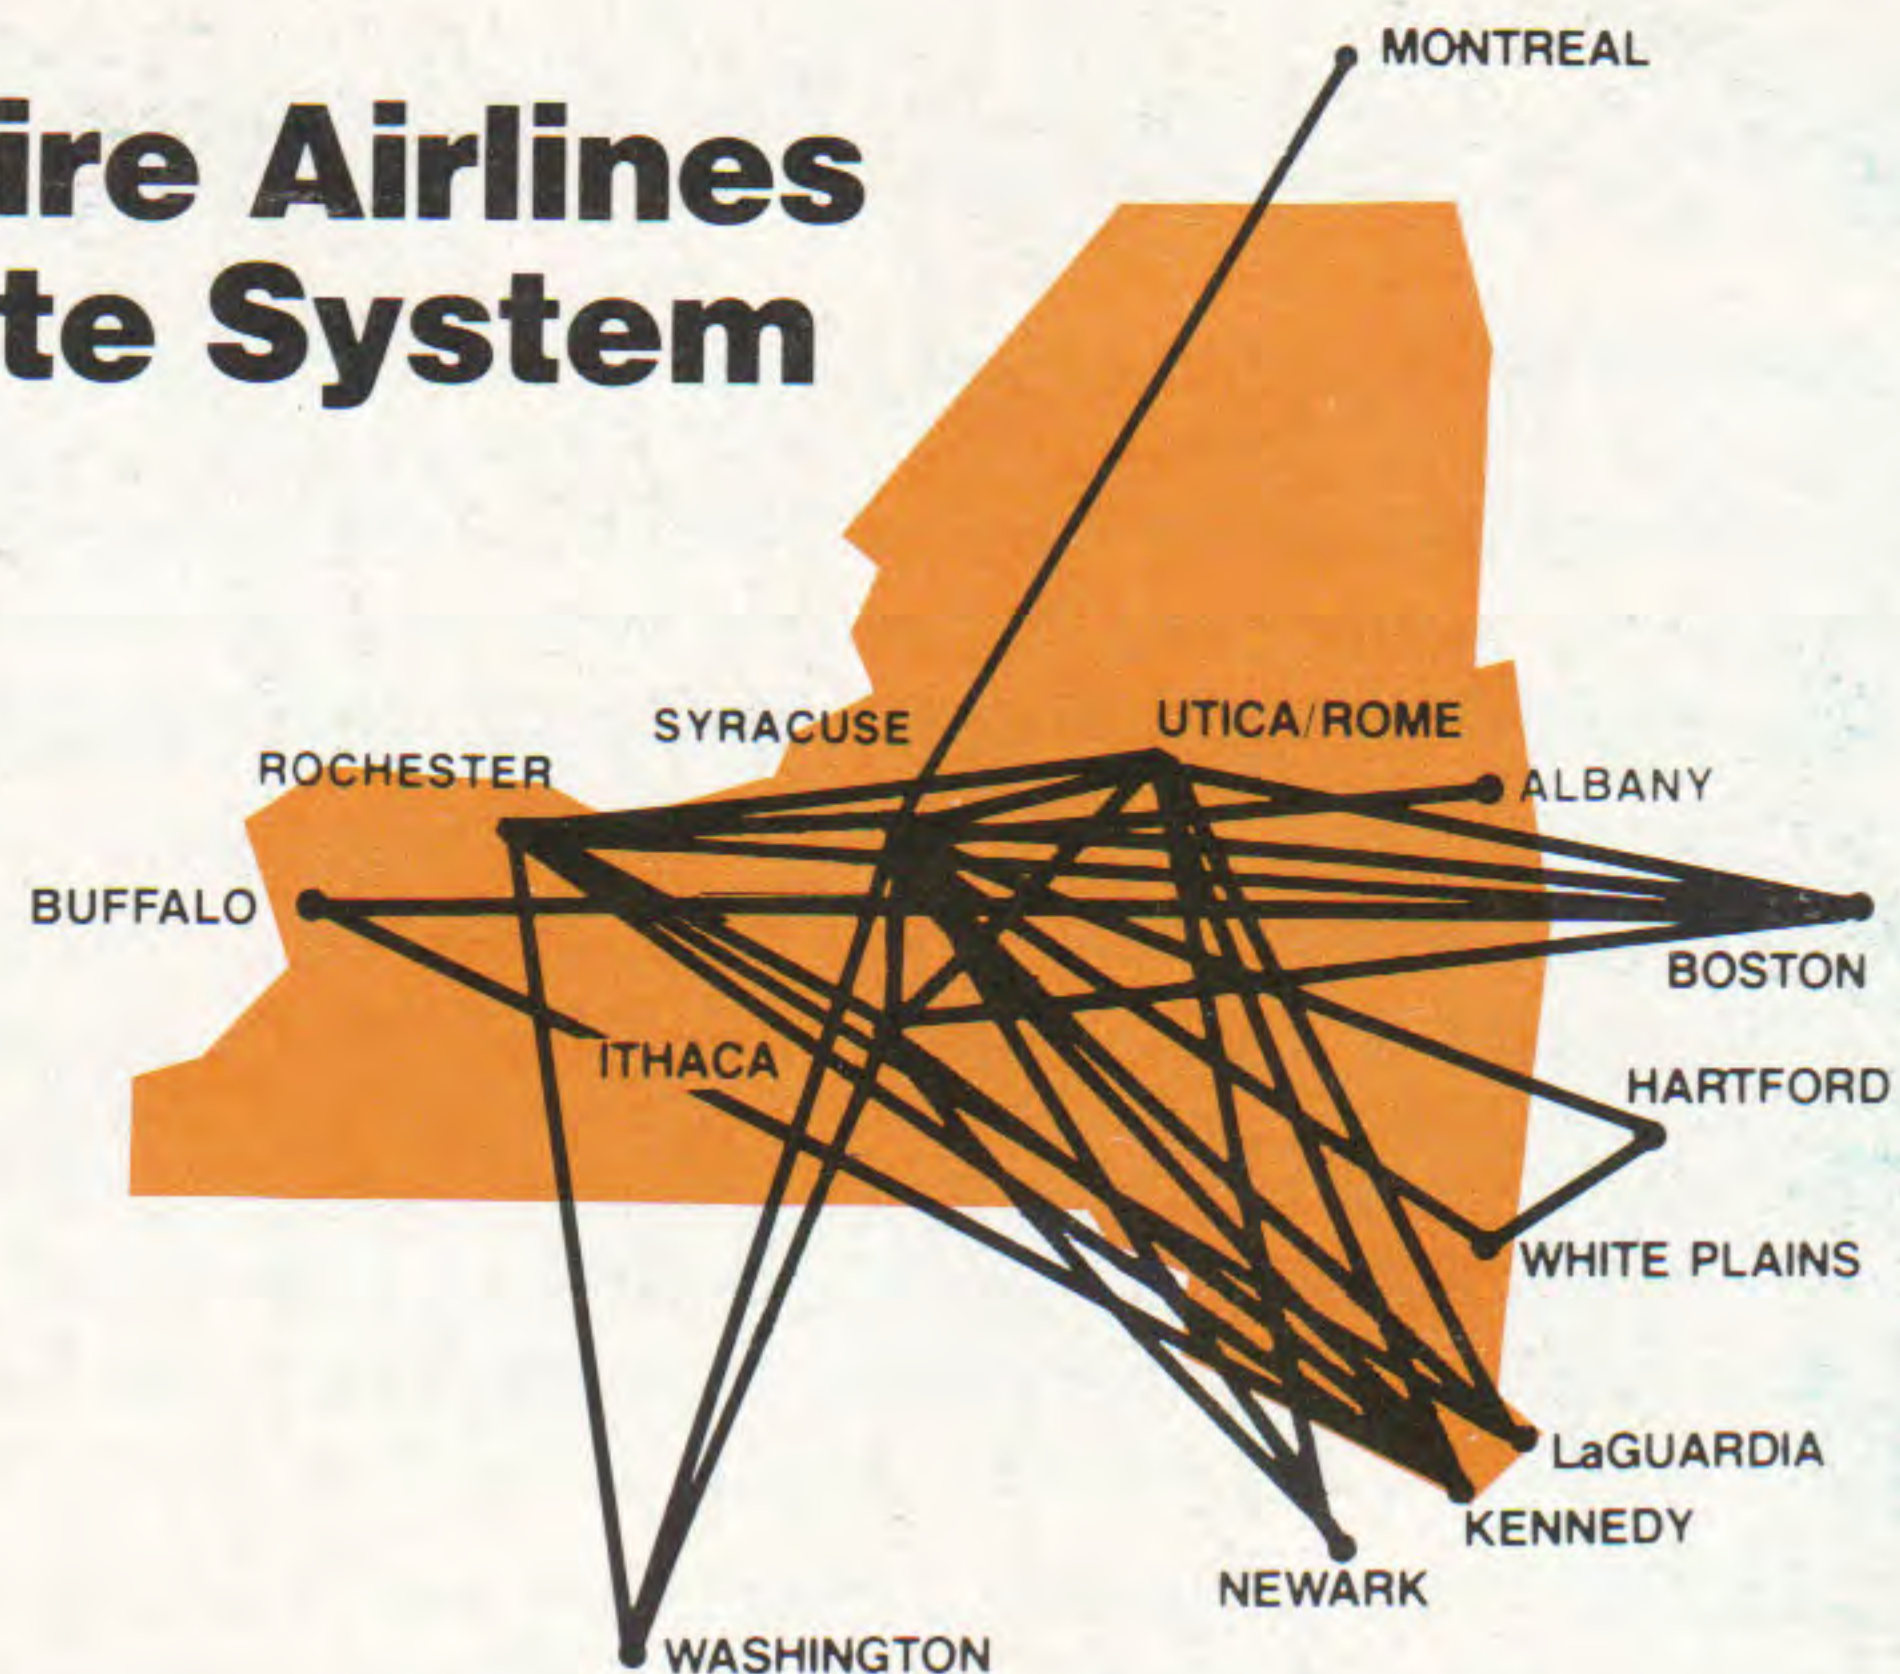 ire Airlines
te System
MONTREAL
SYRACUSE
UTICA/ROME
ROCHESTER
ALBANY
BUFFALO
BOSTON
ITHACA
HARTFORD
WHITE PLAINS
LaGUARDIA
KENNEDY
NEWARK
WASHINGTON